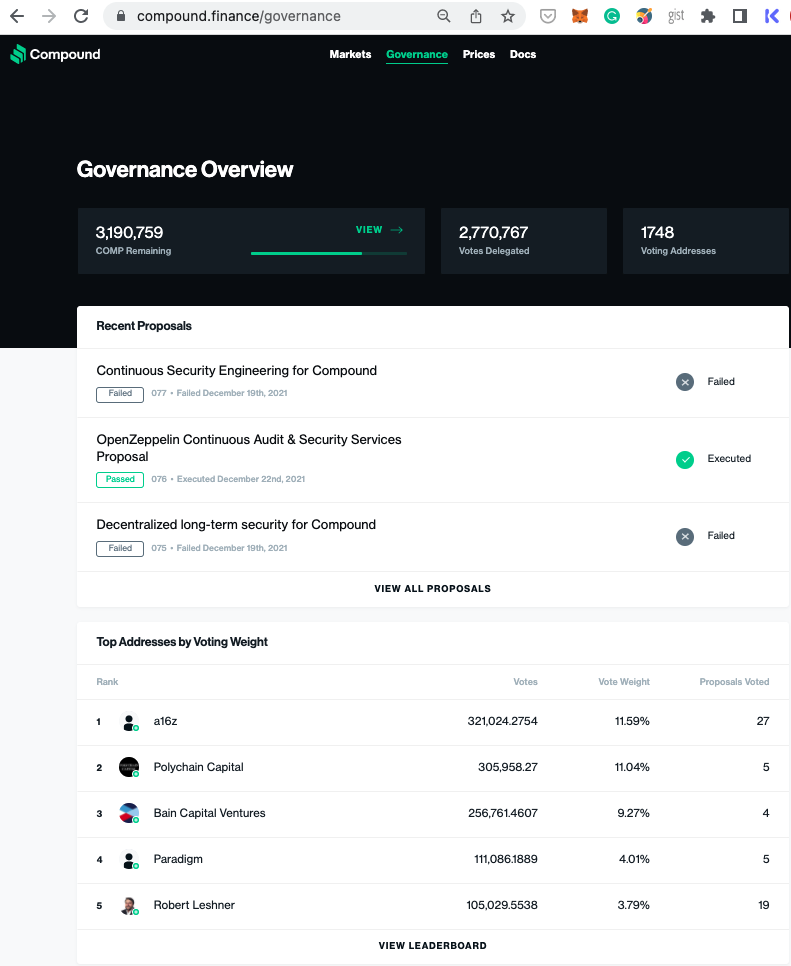 compound.finance/governance
gist
Compound
Markets Governance Prices Docs
Governance Overview
3,190,759
VIEW →
COMP Remaining
2,770,767
Votes Delegated
1748
Voting Addresses
Recent Proposals
Continuous Security Engineering for Compound
Failed 077 • Failed December 19th, 2021
Failed
OpenZeppelin Continuous Audit & Security Services
Proposal
Passed 076 • Executed December 22nd, 2021
Executed
Decentralized long-term security for Compound
Failed 075 • Failed December 19th, 2021
Failed
VIEW ALL PROPOSALS
Top Addresses by Voting Weight
Rank Votes Vote Weight Proposals Voted
1 a16z 321,024.2754 11.59% 27
2 Polychain Capital 305,958.27 11.04% 5
3 Bain Capital Ventures 256,761.4607 9.27% 4
4 Paradigm 111,086.1889 4.01% 5
5 Robert Leshner 105,029.5538 3.79% 19
VIEW LEADERBOARD